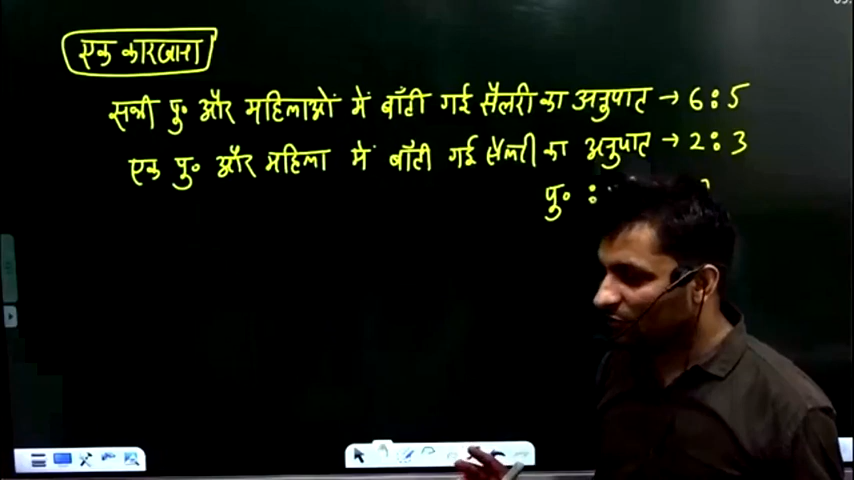 एक कारखाना
सभी पु० और महिलाओं में बाँटी गई सैलरी का अनुपात → 6:5
एक पु० और महिला में बाँटी गई सैलरी का अनुपात → 2:3
पु० :